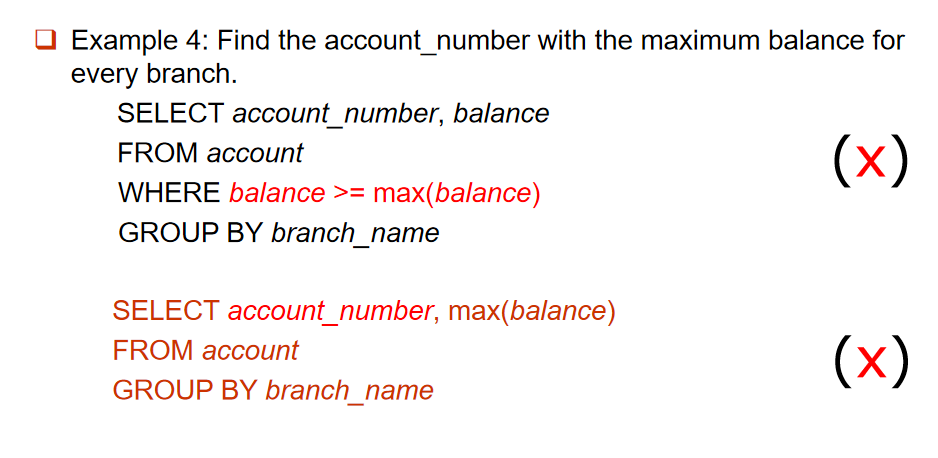 ❑ Example 4: Find the account_number with the maximum balance for
every branch.
SELECT account_number, balance
FROM account
WHERE balance >= max(balance)
GROUP BY branch_name
(x)
SELECT account_number, max(balance)
FROM account
GROUP BY branch_name
(x)